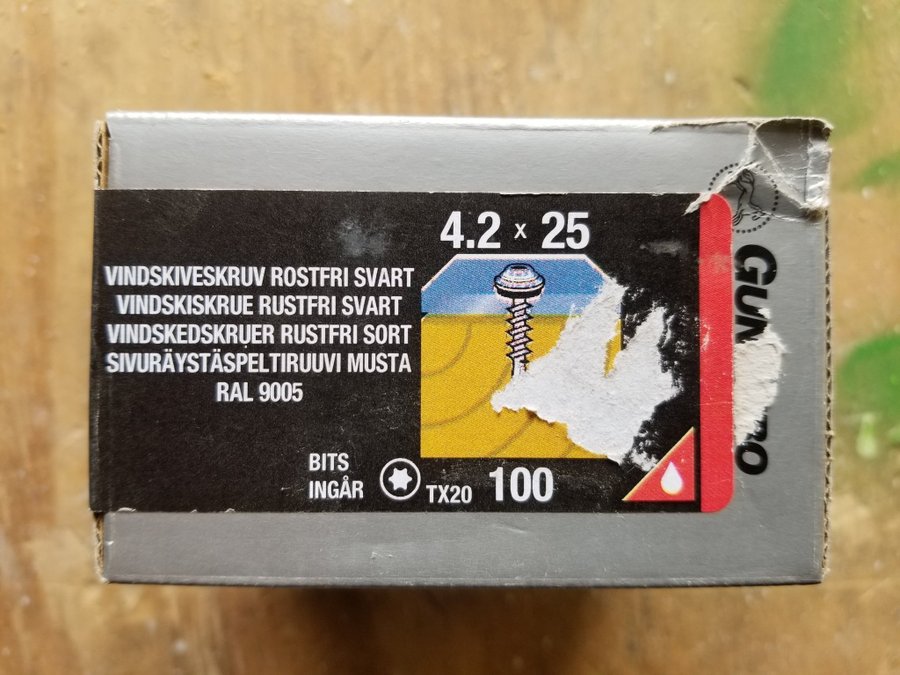 4.2 x 25
VINDSKIVESKRUV ROSTFRI SVART
VINDSKISKRUE RUSTFRI SVART
VINDSKEDSKRUER RUSTFRI SORT
SIVURÄYSTÄSPELTIRUUVI MUSTA
RAL 9005
BITS
INGÅR
TX20 100